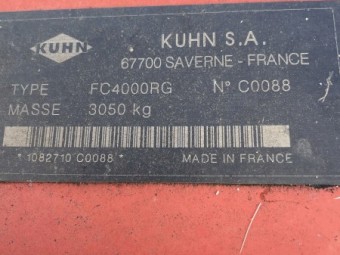 KUHN
KUHN S.A.
67700 SAVERNE - FRANCE
TYPE FC4000RG N° C0088
MASSE 3050 kg
* 1082710 C0088 *
MADE IN FRANCE